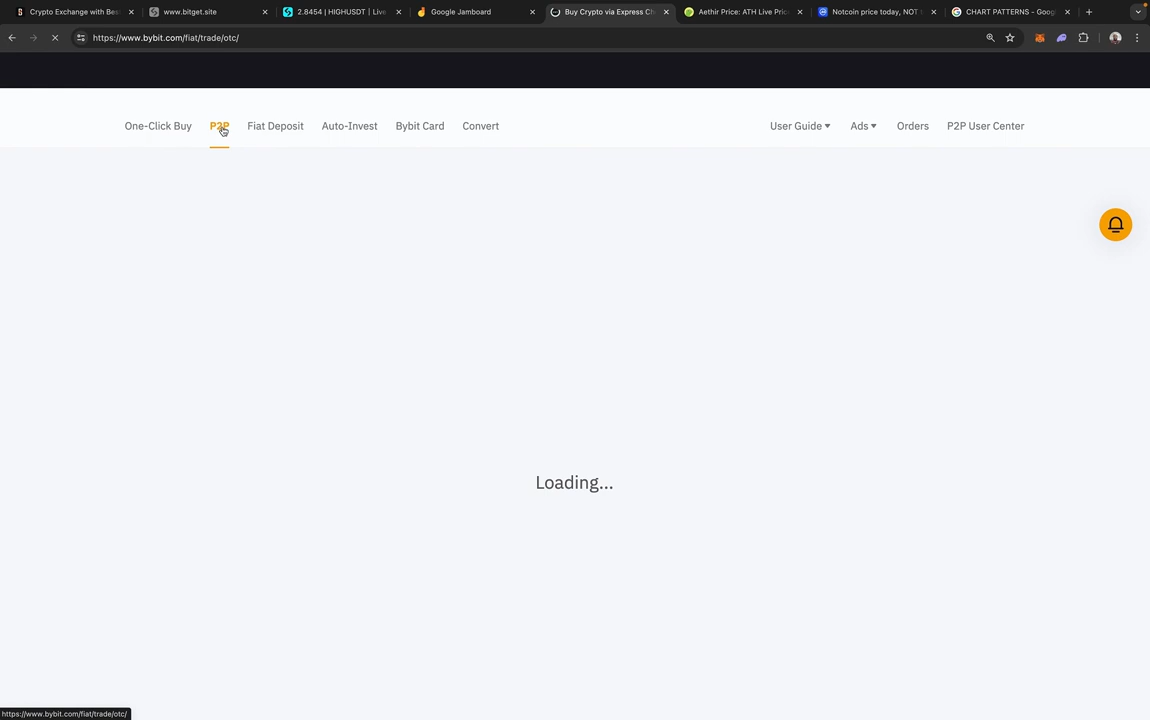 Crypto Exchange with Be
www.bitget.site
2.8454 | HIGHUSDT | Live
Google Jamboard
Buy Crypto via Express Ch
Aethir Price: ATH Live Pric
Notcoin price today, NOT
CHART PATTERNS - Goog
https://www.bybit.com/fiat/trade/otc/
One-Click Buy
P2P
Fiat Deposit
Auto-Invest
Bybit Card
Convert
User Guide
Ads
Orders
P2P User Center
Loading...
https://www.bybit.com/fiat/trade/otc/